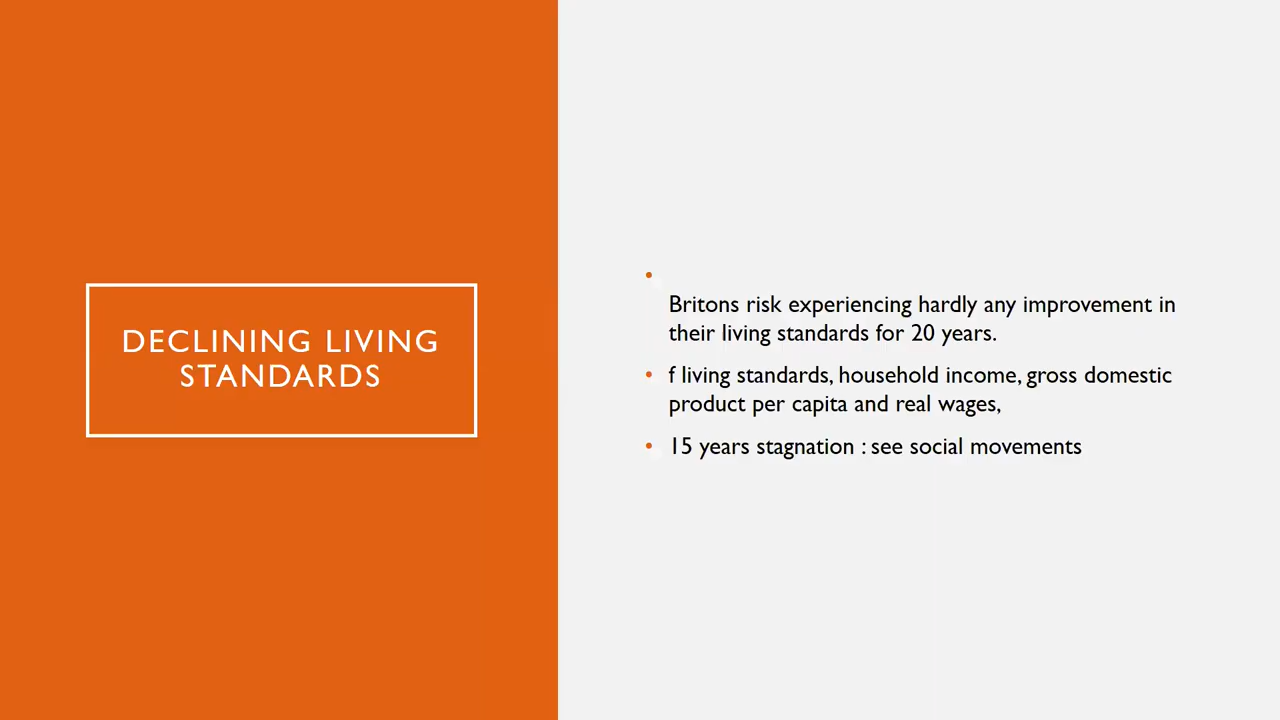 DECLINING LIVING
STANDARDS
•
Britons risk experiencing hardly any improvement in
their living standards for 20 years.
• f living standards, household income, gross domestic
product per capita and real wages,
• 15 years stagnation : see social movements